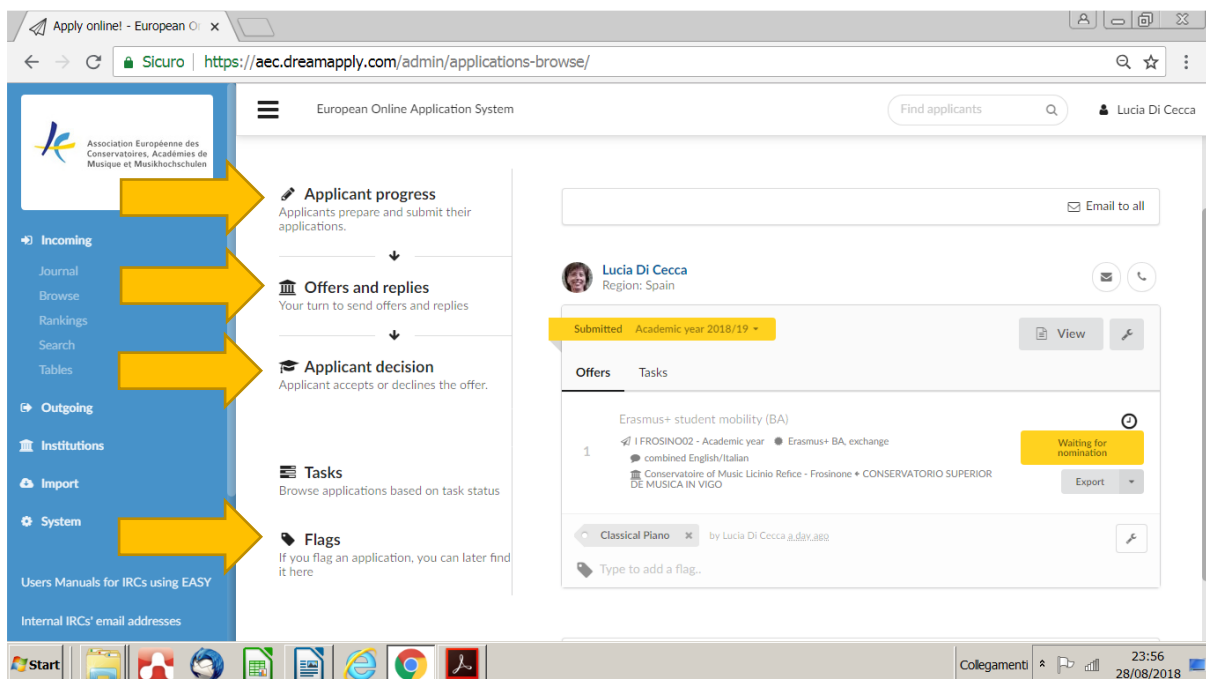 Apply online! - European O
Sicuro https://aec.dreamapply.com/admin/applications-browse/
Association Européenne des
Conservatoires, Académies de
Musique et Musikhochschulen
European Online Application System
Find applicants
Lucia Di Cecca
Incoming
Journal
Browse
Rankings
Search
Tables
Outgoing
Institutions
Import
System
Users Manuals for IRCs using EASY
Internal IRCs' email addresses
Applicant progress
Applicants prepare and submit their
applications.
Offers and replies
Your turn to send offers and replies
Applicant decision
Applicant accepts or declines the offer.
Tasks
Browse applications based on task status
Flags
If you flag an application, you can later find
it here
Email to all
Lucia Di Cecca
Region: Spain
Submitted Academic year 2018/19
View
Offers Tasks
Erasmus+ student mobility (BA)
1
I FROSINO02 - Academic year Erasmus+ BA, exchange
combined English/Italian
Conservatoire of Music Licinio Refice - Frosinone • CONSERVATORIO SUPERIOR
DE MUSICA IN VIGO
Waiting for
nomination
Export
Classical Piano by Lucia Di Cecca a day ago
Type to add a flag..
Start
Collegamenti
23:56
28/08/2018